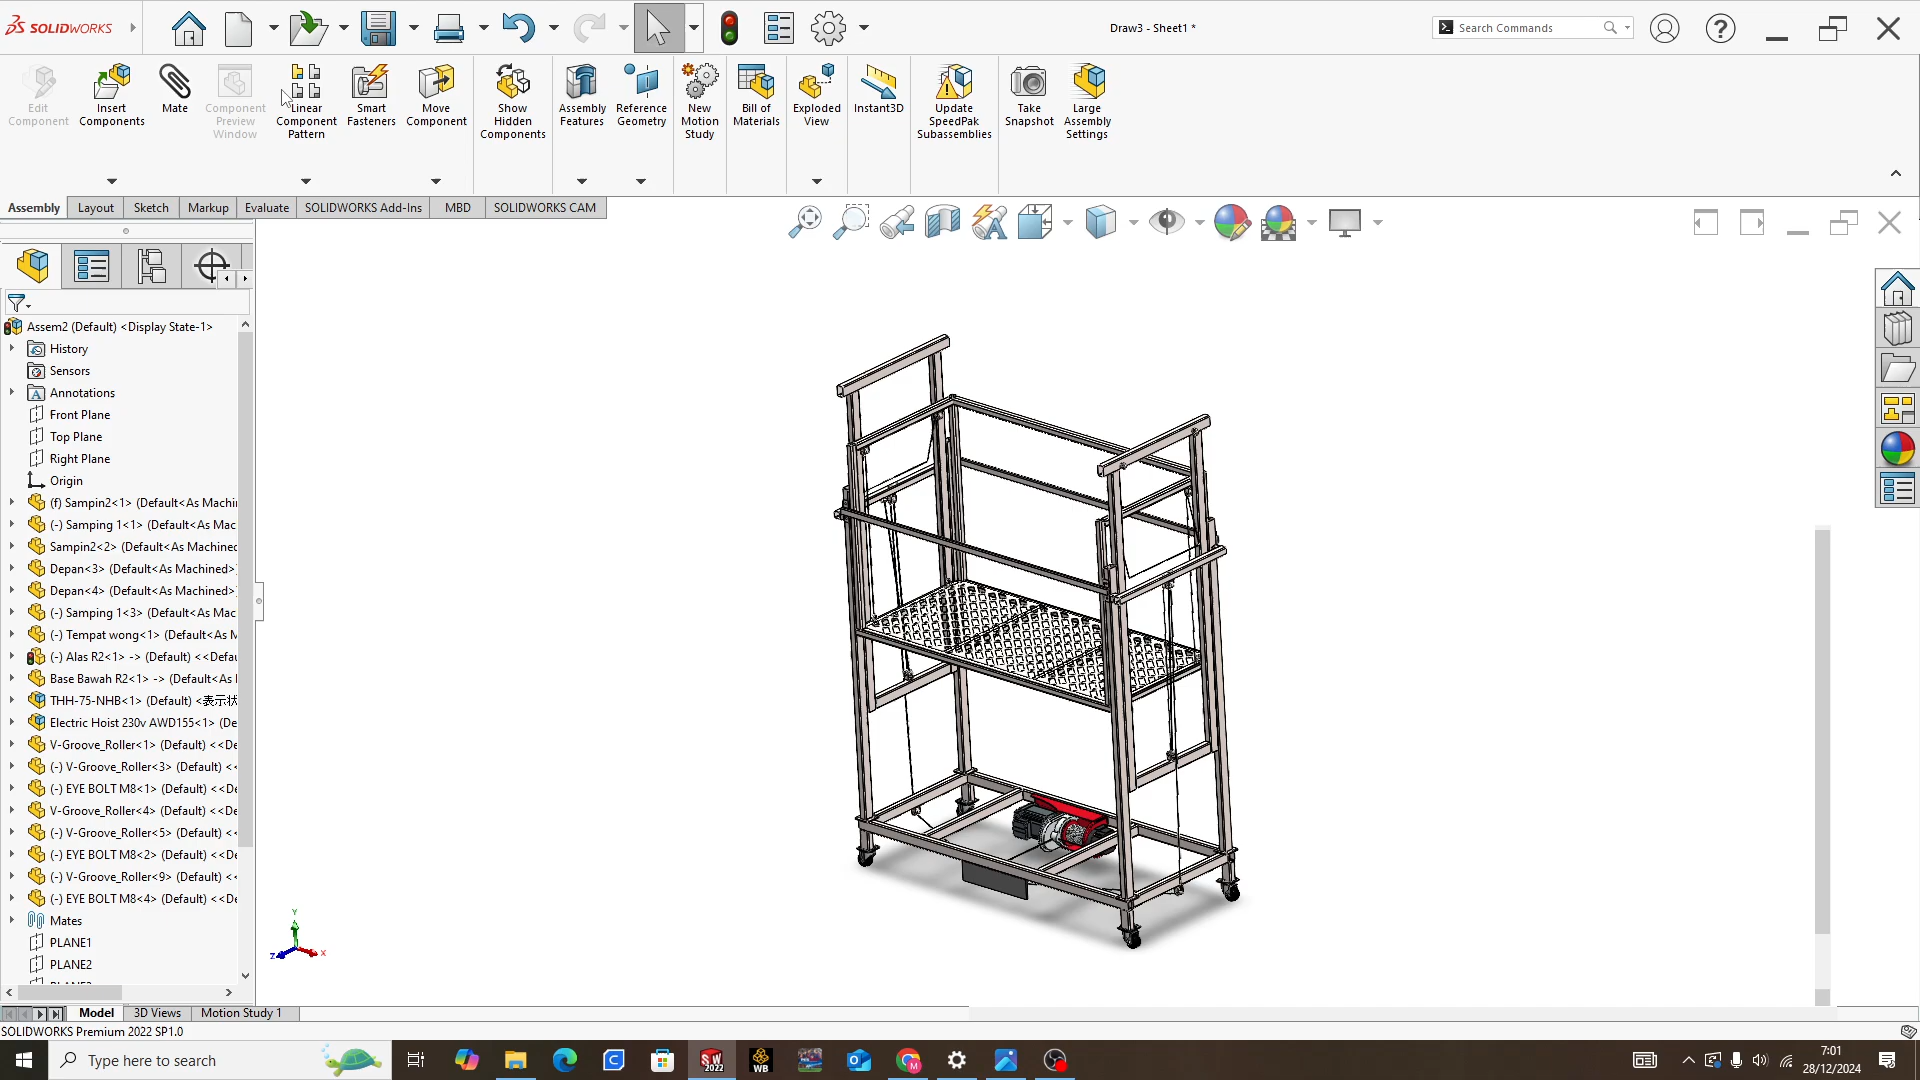 SOLIDWORKS
Draw3 - Sheet1 *
Search Commands
Edit Component
Insert Components
Mate
Component Preview Window
Linear Component Pattern
Smart Fasteners
Move Component
Show Hidden Components
Assembly Features
Reference Geometry
New Motion Study
Bill of Materials
Exploded View
Instant3D
Update SpeedPak Subassemblies
Take Snapshot
Large Assembly Settings
Assembly
Layout
Sketch
Markup
Evaluate
SOLIDWORKS Add-Ins
MBD
SOLIDWORKS CAM
Assem2 (Default) <Display State-1>
History
Sensors
Annotations
Front Plane
Top Plane
Right Plane
Origin
(f) Sampin2<1> (Default<As Machin
(-) Samping 1<1> (Default<As Mac
Sampin2<2> (Default<As Machined
Depan<3> (Default<As Machined>
Depan<4> (Default<As Machined>
(-) Samping 1<3> (Default<As Mac
(-) Tempat wong<1> (Default<As M
(-) Alas R2<1> -> (Default) <<Defau
Base Bawah R2<1> -> (Default<As
THH-75-NHB<1> (Default) <表示状
Electric Hoist 230v AWD155<1> (De
V-Groove_Roller<1> (Default) <<De
(-) V-Groove_Roller<3> (Default) <<
(-) EYE BOLT M8<1> (Default) <<De
V-Groove_Roller<4> (Default) <<De
(-) V-Groove_Roller<5> (Default) <<
(-) EYE BOLT M8<2> (Default) <<De
(-) V-Groove_Roller<9> (Default) <<
(-) EYE BOLT M8<4> (Default) <<De
Mates
PLANE1
PLANE2
Y
Z
X
Model
3D Views
Motion Study 1
SOLIDWORKS Premium 2022 SP1.0
Type here to search
SW 2022
WB
7:01
28/12/2024